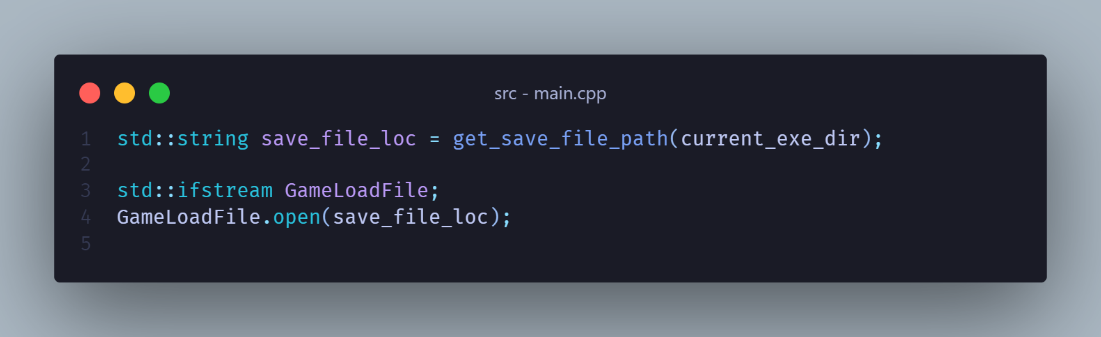 src - main.cpp
1 std::string save_file_loc = get_save_file_path(current_exe_dir);
2
3 std::ifstream GameLoadFile;
4 GameLoadFile.open(save_file_loc);
5